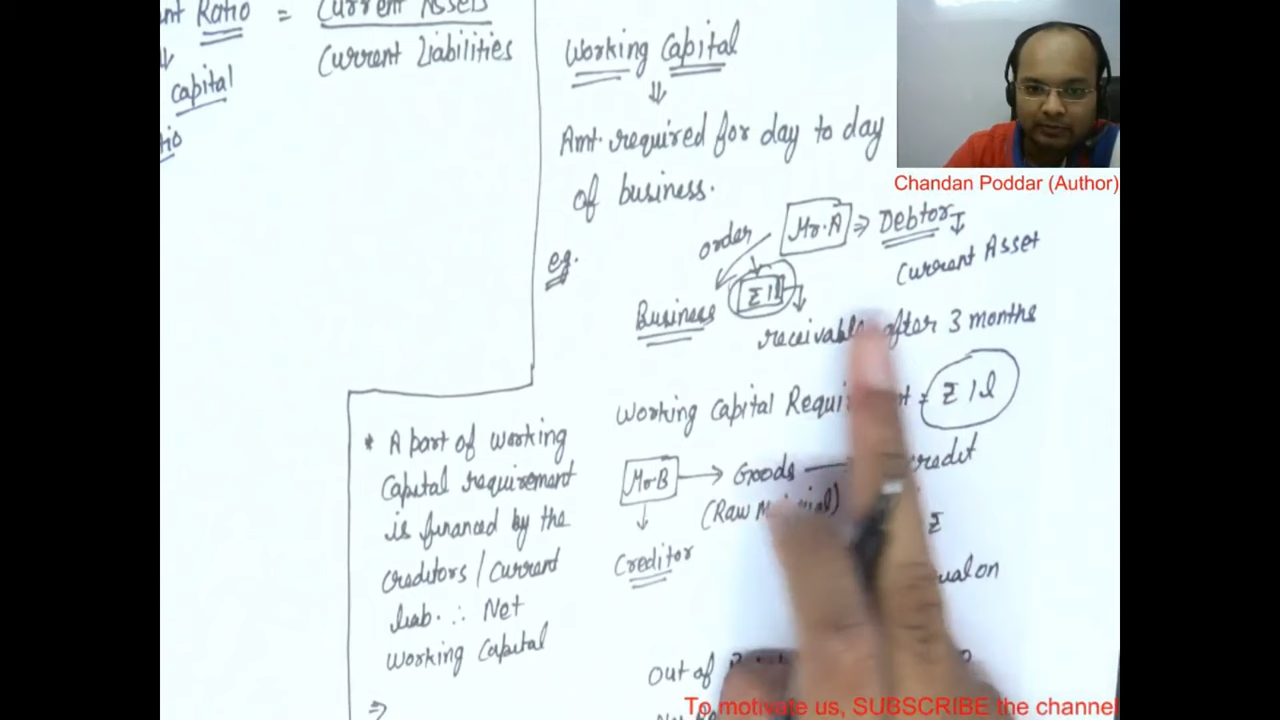 Ratio = Current Assets
Current Liabilities
capital
Working Capital
Amt. required for day to day
of business.
eg.
order Mr. A ⇒ Debtor
Current Asset
Business ₹ 1l
receivable after 3 months
Working Capital ₹ 1l
Mr. B → Goods credit
Creditor
₹
out of
* A part of working
Capital requirement
is financed by the
creditors / current
liab. ∴ Net
working capital
⇒
Chandan Poddar (Author)
To motivate us, SUBSCRIBE the channel